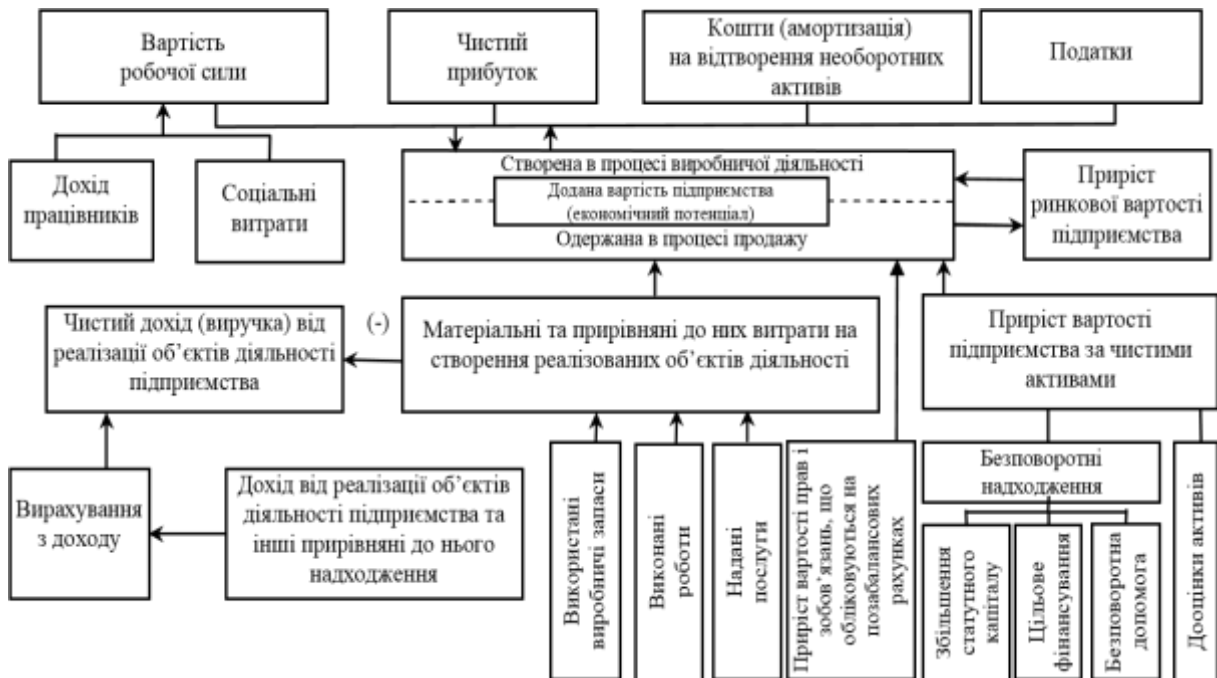 Вартість
робочої сили
Чистий
прибуток
Кошти (амортизація)
на відтворення необоротних
активів
Податки
Дохід
працівників
Соціальні
витрати
Створена в процесі виробничої діяльності
Додана вартість підприємства
(економічний потенціал)
Одержана в процесі продажу
Приріст
ринкової вартості
підприємства
Чистий дохід (виручка) від
реалізації об’єктів діяльності
підприємства
(-)
Матеріальні та прирівняні до них витрати на
створення реалізованих об’єктів діяльності
Приріст вартості
підприємства за чистими
активами
Вирахування
з доходу
Дохід від реалізації об’єктів
діяльності підприємства та
інші прирівняні до нього
надходження
Використані
виробничі запаси
Виконані
роботи
Надані
послуги
Приріст вартості прав і
зобов’язань, що
обліковуються на
позабалансових
рахунках
Безповоротні
надходження
Збільшення
статутного
капіталу
Цільове
фінансування
Безповоротна
допомога
Дооцінки активів